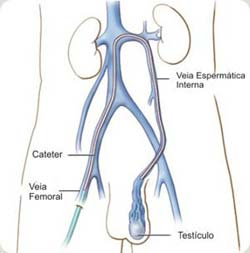 Veia Espermática
Interna
Cateter
Veia
Femoral
Testículo